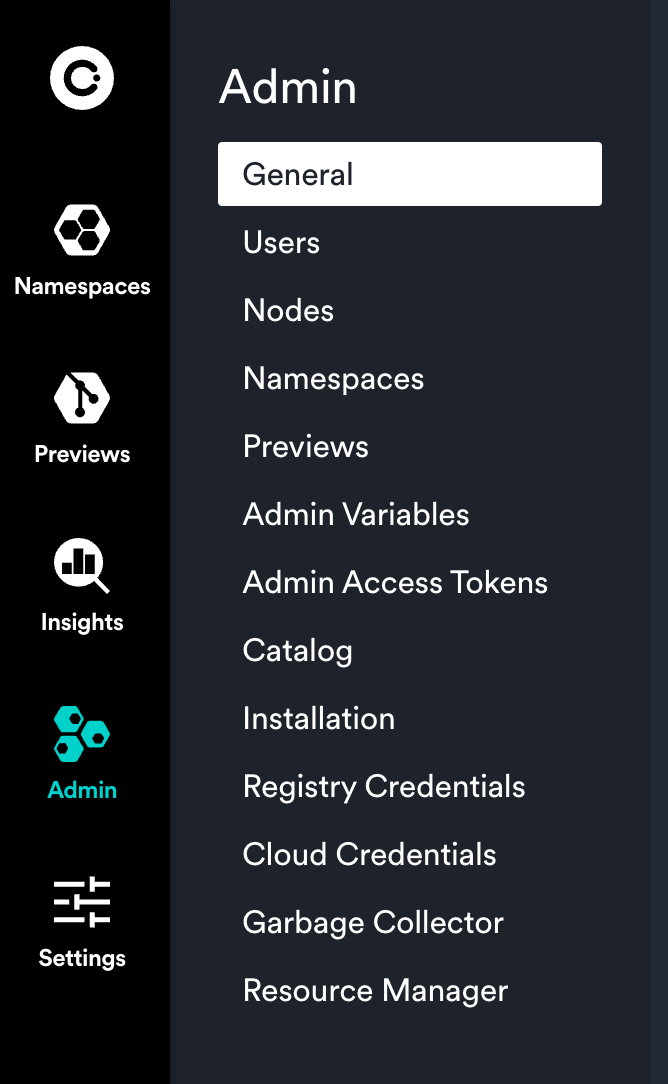 Namespaces
Previews
Insights
Admin
Settings
Admin
General
Users
Nodes
Namespaces
Previews
Admin Variables
Admin Access Tokens
Catalog
Installation
Registry Credentials
Cloud Credentials
Garbage Collector
Resource Manager